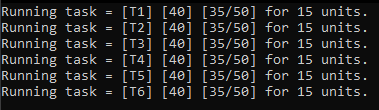 Running task = [T1] [40] [35/50] for 15 units.
Running task = [T2] [40] [35/50] for 15 units.
Running task = [T3] [40] [35/50] for 15 units.
Running task = [T4] [40] [35/50] for 15 units.
Running task = [T5] [40] [35/50] for 15 units.
Running task = [T6] [40] [35/50] for 15 units.